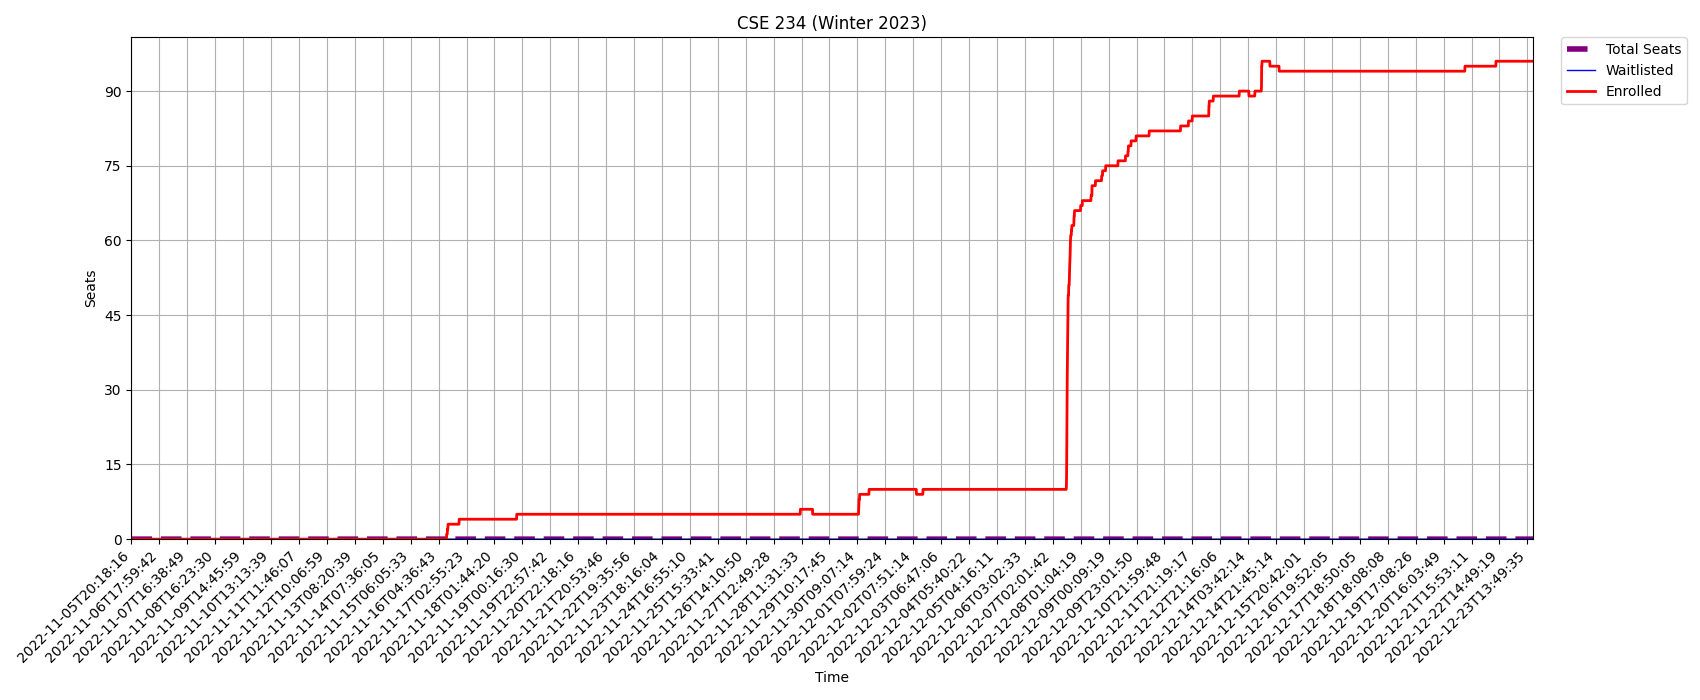 CSE 234 (Winter 2023)
Total Seats
Waitlisted
Enrolled
90
75
60
45
30
15
0
Seats
2022-11-05T20:18:16
2022-11-06T17:59:42
2022-11-07T16:38:49
2022-11-08T16:23:30
2022-11-09T14:45:59
2022-11-10T13:13:39
2022-11-11T11:46:07
2022-11-12T10:06:59
2022-11-13T08:20:39
2022-11-14T07:36:05
2022-11-15T06:05:33
2022-11-16T04:36:43
2022-11-17T02:55:23
2022-11-18T01:44:20
2022-11-19T00:16:30
2022-11-19T22:57:42
2022-11-20T22:18:16
2022-11-21T20:53:46
2022-11-22T19:35:56
2022-11-23T18:16:04
2022-11-24T16:55:10
2022-11-25T15:33:41
2022-11-26T14:10:50
2022-11-27T12:49:28
2022-11-28T11:31:33
2022-11-29T10:17:45
2022-11-30T09:07:14
2022-12-01T07:59:24
2022-12-02T07:51:14
2022-12-03T06:47:06
2022-12-04T05:40:22
2022-12-05T04:16:11
2022-12-06T03:02:33
2022-12-07T02:01:42
2022-12-08T01:04:19
2022-12-09T00:09:19
2022-12-09T23:01:50
2022-12-10T21:59:48
2022-12-11T21:19:17
2022-12-12T21:16:06
2022-12-14T03:42:14
2022-12-14T21:45:14
2022-12-15T20:42:01
2022-12-16T19:52:05
2022-12-17T18:50:05
2022-12-18T18:08:08
2022-12-19T17:08:26
2022-12-20T16:03:49
2022-12-21T15:53:11
2022-12-22T14:49:19
2022-12-23T13:49:35
Time